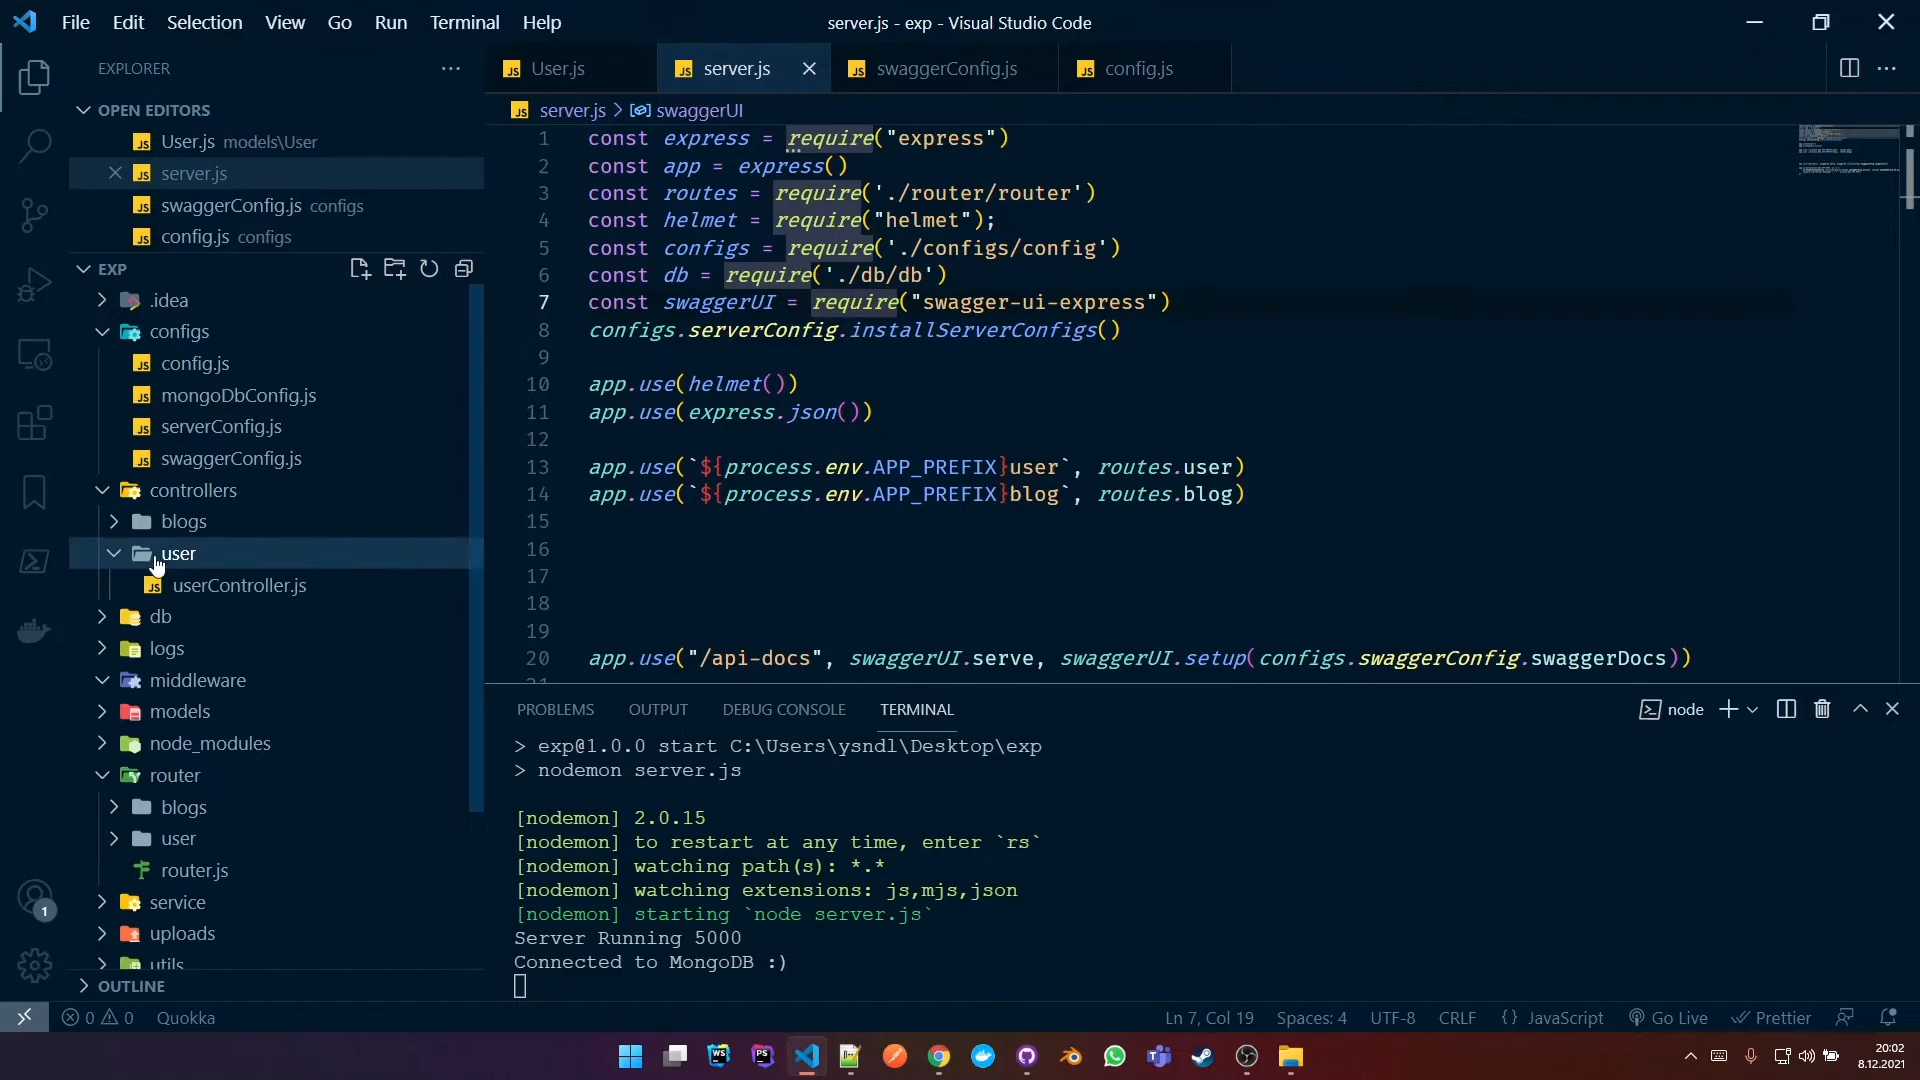 File Edit Selection View Go Run Terminal Help
server.js - exp - Visual Studio Code
EXPLORER
OPEN EDITORS
User.js models\User
server.js
swaggerConfig.js configs
config.js configs
EXP
.idea
configs
config.js
mongoDbConfig.js
serverConfig.js
swaggerConfig.js
controllers
blogs
user
userController.js
db
logs
middleware
models
node_modules
router
blogs
user
router.js
service
uploads
utils
OUTLINE
User.js server.js swaggerConfig.js config.js
server.js > swaggerUI
1 const express = require("express")
2 const app = express()
3 const routes = require('./router/router')
4 const helmet = require("helmet");
5 const configs = require('./configs/config')
6 const db = require('./db/db')
7 const swaggerUI = require("swagger-ui-express")
8 configs.serverConfig.installServerConfigs()
9
10 app.use(helmet())
11 app.use(express.json())
12
13 app.use(`${process.env.APP_PREFIX}user`, routes.user)
14 app.use(`${process.env.APP_PREFIX}blog`, routes.blog)
15
16
17
18
19
20 app.use("/api-docs", swaggerUI.serve, swaggerUI.setup(configs.swaggerConfig.swaggerDocs))
21
PROBLEMS OUTPUT DEBUG CONSOLE TERMINAL
node
> exp@1.0.0 start C:\Users\ysndl\Desktop\exp
> nodemon server.js
[nodemon] 2.0.15
[nodemon] to restart at any time, enter `rs`
[nodemon] watching path(s): *.*
[nodemon] watching extensions: js,mjs,json
[nodemon] starting `node server.js`
Server Running 5000
Connected to MongoDB :)
1
0 0 Quokka
Ln 7, Col 19 Spaces: 4 UTF-8 CRLF {} JavaScript Go Live Prettier
WS PS
20:02
8.12.2021